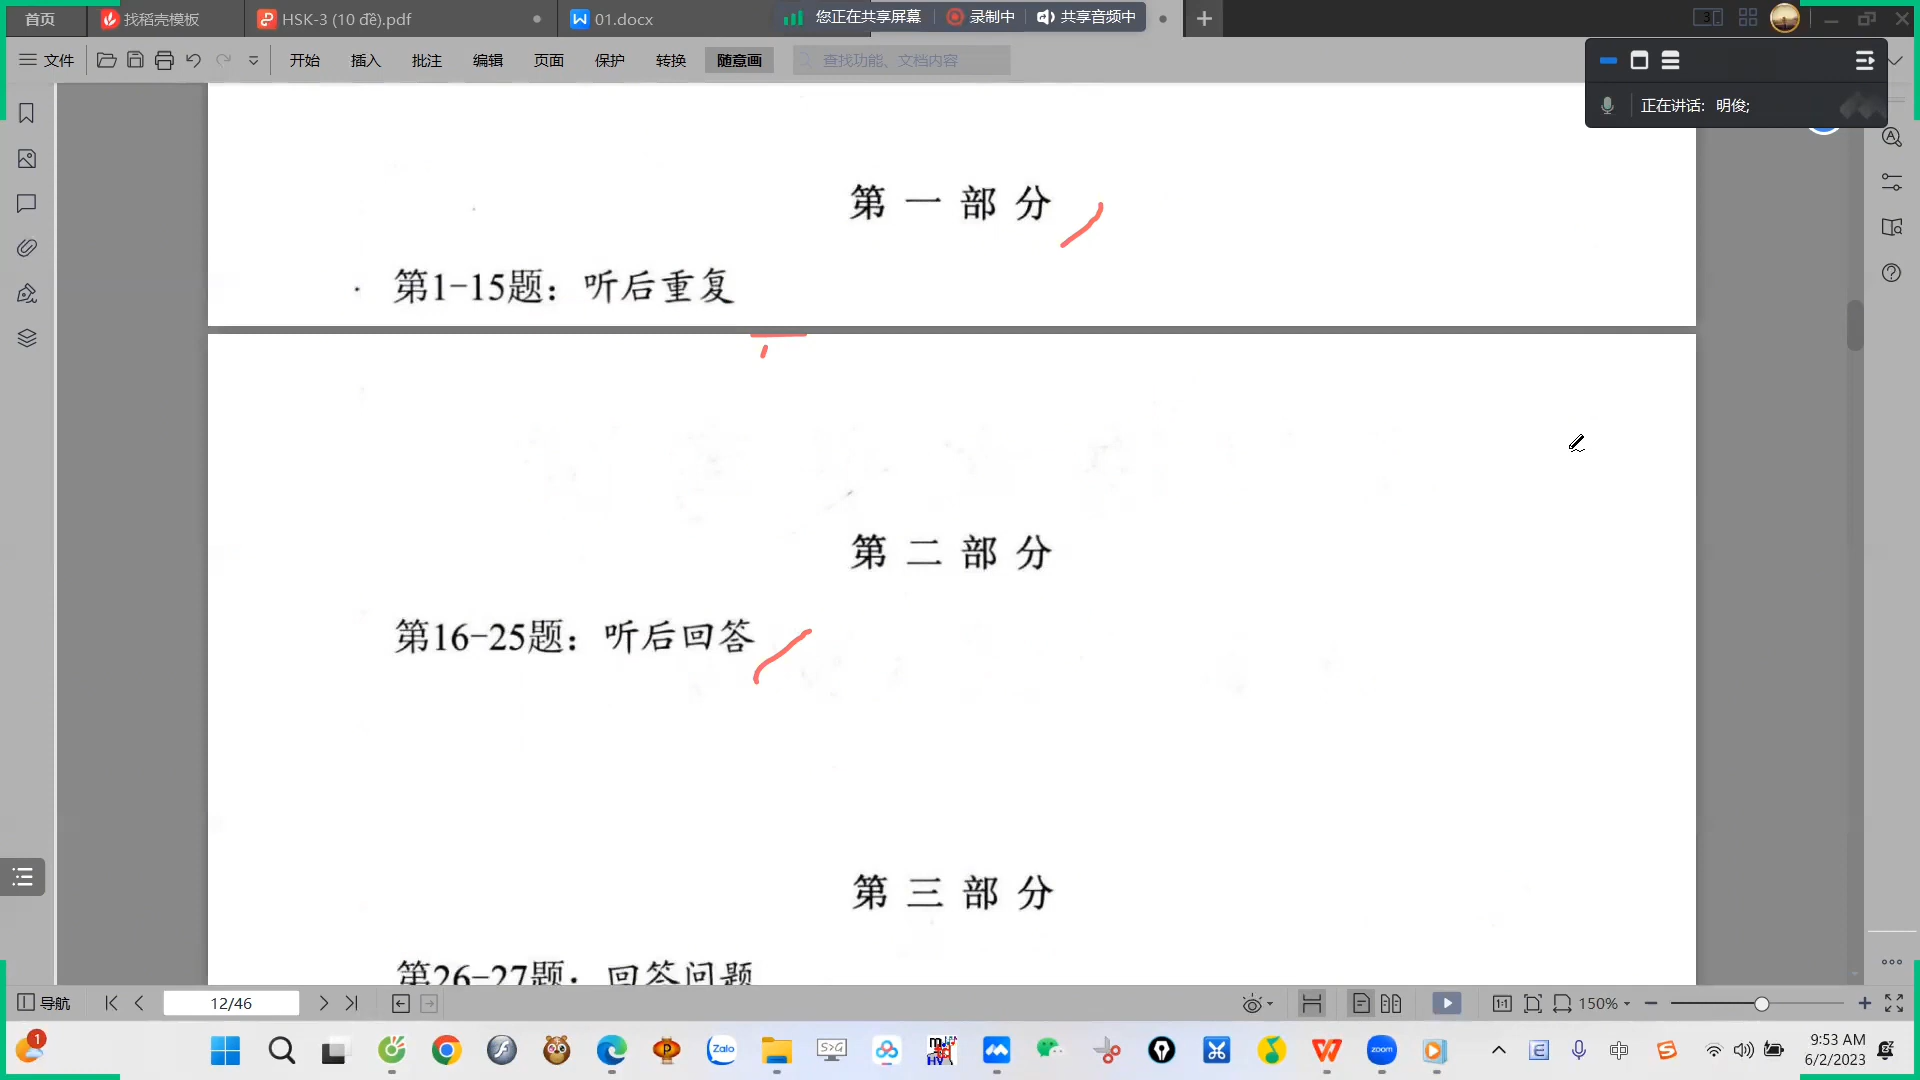 首页
找稻壳模板
HSK-3 (10 đề).pdf
01.docx
您正在共享屏幕
录制中
共享音频中
文件
开始
插入
批注
编辑
页面
保护
转换
随意画
查找功能、文档内容
正在讲话: 明俊;
第一部分
第1-15题：听后重复
第二部分
第16-25题：听后回答
第三部分
第26-27题：回答问题
导航
12/46
150%
1
Zalo
S>G
zoom
中
9:53 AM
6/2/2023